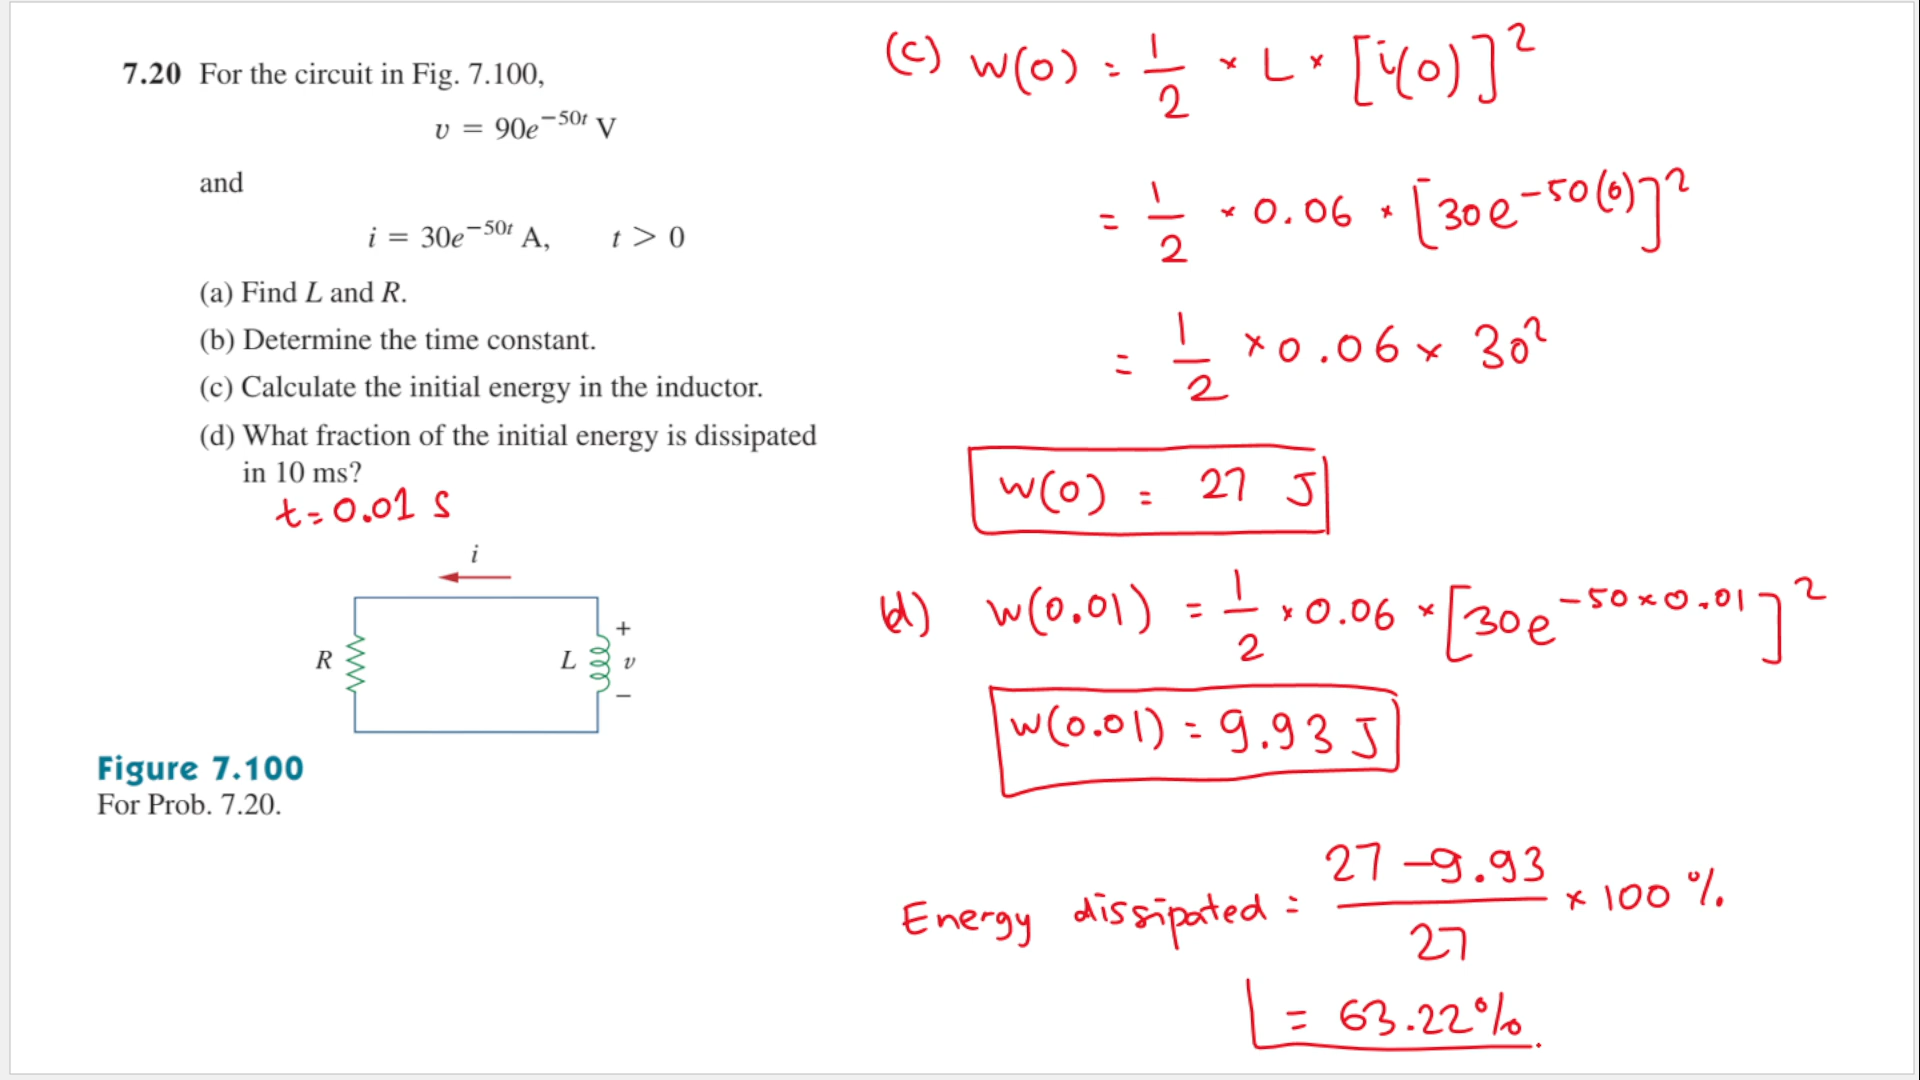 7.20 For the circuit in Fig. 7.100,
v = 90e^−50t V
and
i = 30e^−50t A, t > 0
(a) Find L and R.
(b) Determine the time constant.
(c) Calculate the initial energy in the inductor.
(d) What fraction of the initial energy is dissipated
in 10 ms?
t = 0.01 s
i
R
L
+
v
−
Figure 7.100
For Prob. 7.20.
(c) w(0) = 1/2 × L × [i(0)]²
= 1/2 × 0.06 × [30e^−50(0)]²
= 1/2 × 0.06 × 30²
w(0) = 27 J
d) w(0.01) = 1/2 × 0.06 × [30e^−50×0.01]²
w(0.01) = 9.93 J
Energy dissipated = (27 − 9.93)/27 × 100 %
= 63.22%.